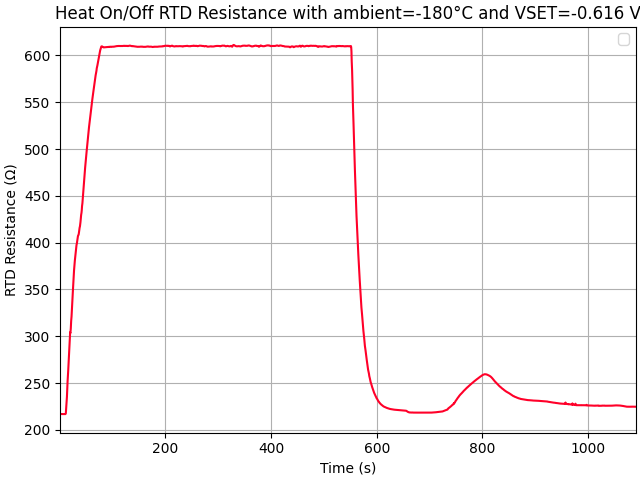 Heat On/Off RTD Resistance with ambient=-180°C and VSET=-0.616 V
600
550
500
450
400
350
300
250
200
RTD Resistance (Ω)
200 400 600 800 1000
Time (s)